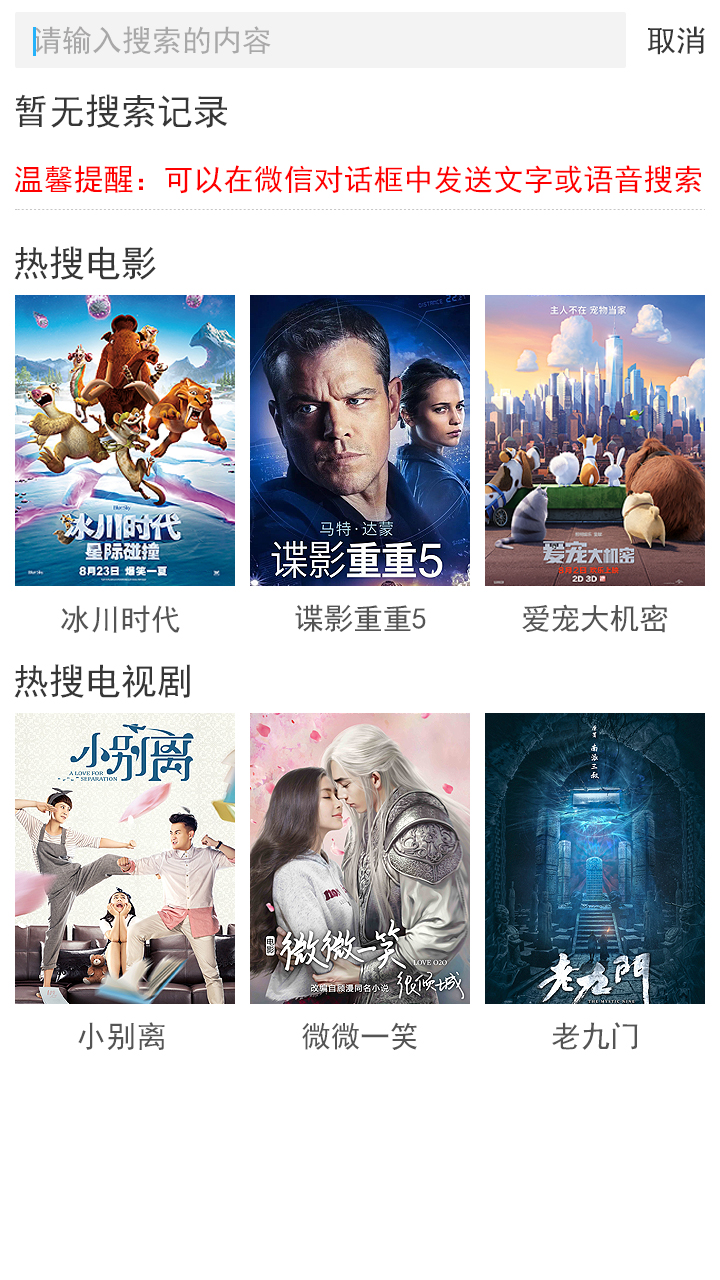 请输入搜索的内容
取消
暂无搜索记录
温馨提醒：可以在微信对话框中发送文字或语音搜索
热搜电影
冰川时代
星际碰撞
8月23日 爆笑一夏
马特·达蒙
谍影重重5
主人不在 宠物当家
爱宠大机密
2D 3D
冰川时代
谍影重重5
爱宠大机密
热搜电视剧
小别离
A LOVE FOR
SEPARATION
电影
微微一笑
LOVE O2O
很倾城
改编自顾漫同名小说
南派三叔
老九門
THE MYSTIC NINE
小别离
微微一笑
老九门